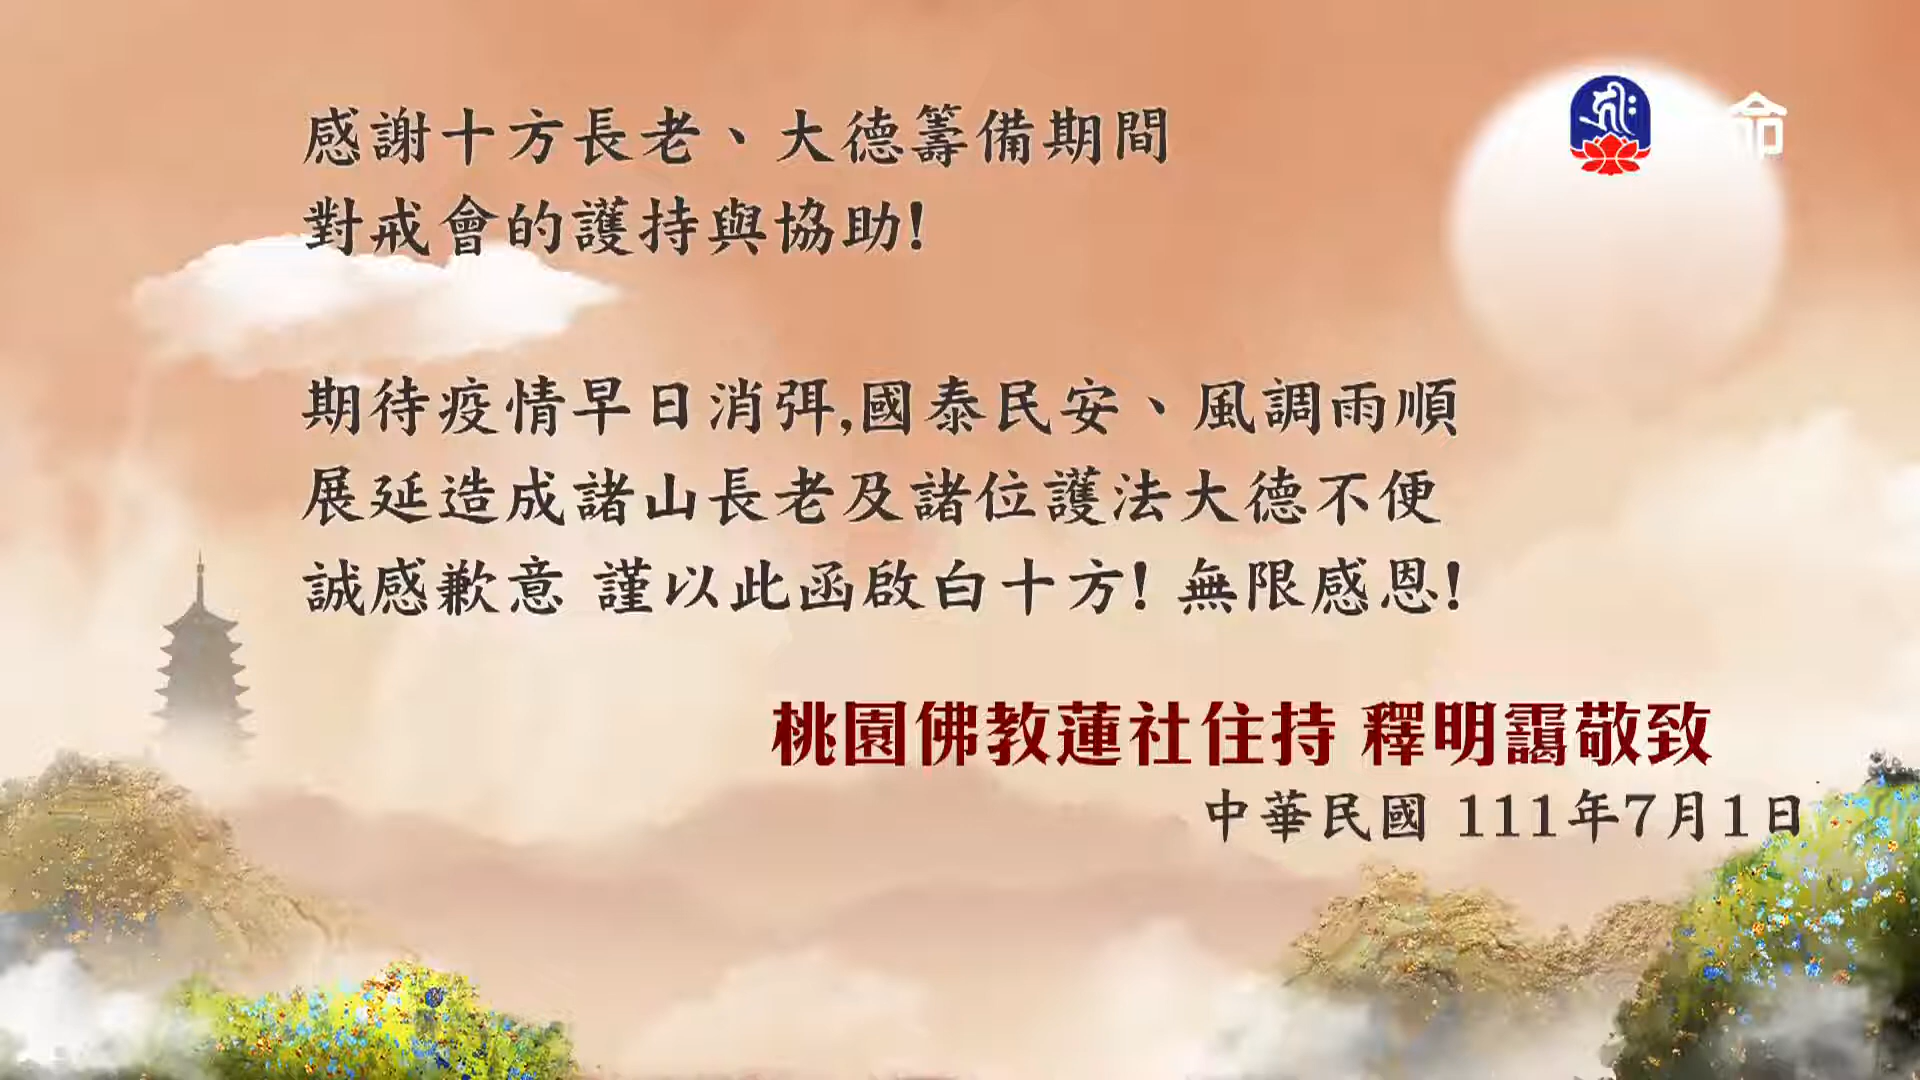 命
感謝十方長老、大德籌備期間
對戒會的護持與協助!
期待疫情早日消弭,國泰民安、風調雨順
展延造成諸山長老及諸位護法大德不便
誠感歉意 謹以此函啟白十方! 無限感恩!
桃園佛教蓮社住持 釋明靄敬致
中華民國 111年7月1日